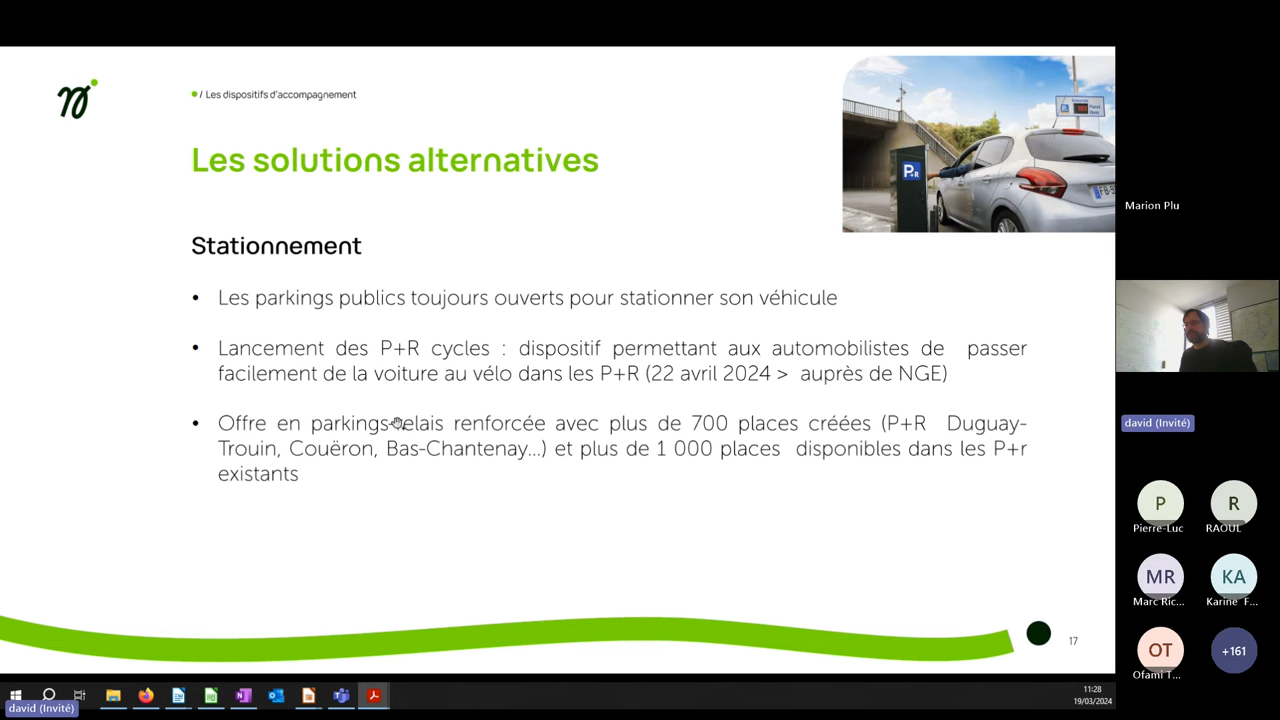 / Les dispositifs d'accompagnement
Les solutions alternatives
Stationnement
• Les parkings publics toujours ouverts pour stationner son véhicule
• Lancement des P+R cycles : dispositif permettant aux automobilistes de passer
facilement de la voiture au vélo dans les P+R (22 avril 2024 > auprès de NGE)
• Offre en parkings-relais renforcée avec plus de 700 places créées (P+R Duguay-
Trouin, Couëron, Bas-Chantenay...) et plus de 1 000 places disponibles dans les P+r
existants
17
P+R
Marion Plu
david (Invité)
P
R
Pierre-Luc
RAOUL
MR
KA
Marc Ric...
Karine F...
OT
+161
Ofami T...
11:28
19/03/2024
david (Invité)